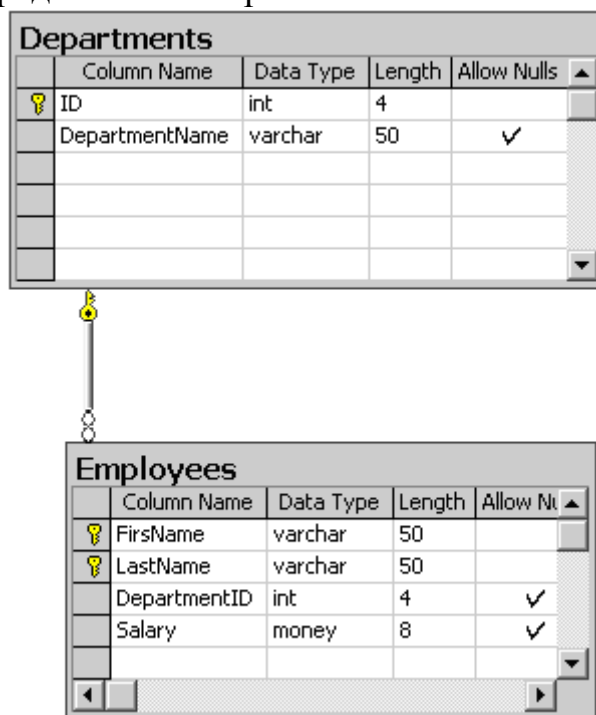 Departments
Column Name Data Type Length Allow Nulls
ID int 4
DepartmentName varchar 50
Employees
Column Name Data Type Length Allow Nu
FirsName varchar 50
LastName varchar 50
DepartmentID int 4
Salary money 8